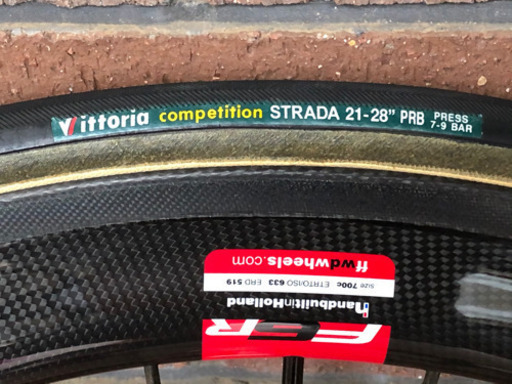 Vittoria competition STRADA 21-28" PRB PRESS
7-9 BAR
ffwdwheels.com
size 700c ETRTO/ISO 633 ERD 519
handbuiltinHolland
F6R